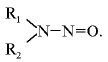 R₁
N–N=O.
R₂